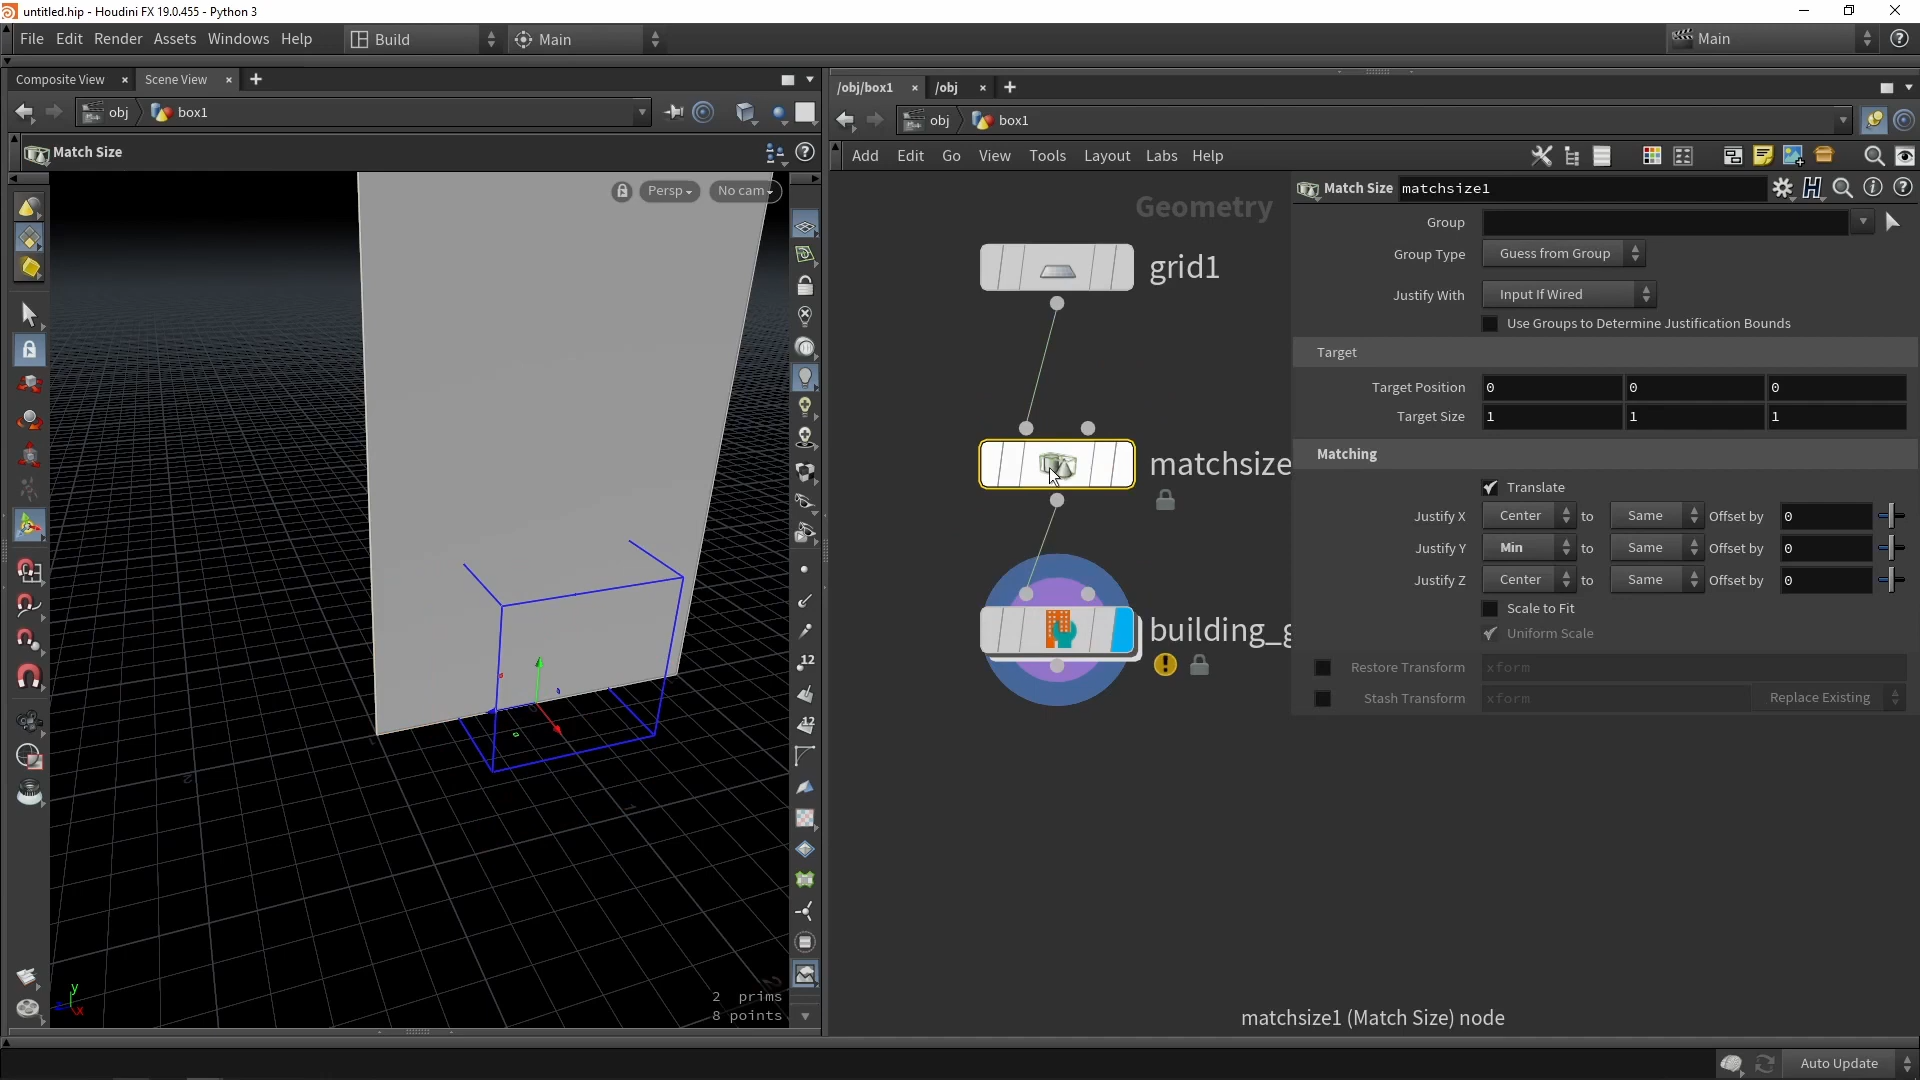 untitled.hip - Houdini FX 19.0.455 - Python 3
File Edit Render Assets Windows Help
Build
Main
Main
Composite View
Scene View
obj
box1
Match Size
Persp
No cam
12
12
2 prims
8 points
y
z
x
/obj/box1
/obj
obj
box1
Add Edit Go View Tools Layout Labs Help
Geometry
grid1
matchsize
building_g
matchsize1 (Match Size) node
Match Size matchsize1
Group
Group Type Guess from Group
Justify With Input If Wired
Use Groups to Determine Justification Bounds
Target
Target Position 0 0 0
Target Size 1 1 1
Matching
Translate
Justify X Center to Same Offset by 0
Justify Y Min to Same Offset by 0
Justify Z Center to Same Offset by 0
Scale to Fit
Uniform Scale
Restore Transform xform
Stash Transform xform Replace Existing
Auto Update